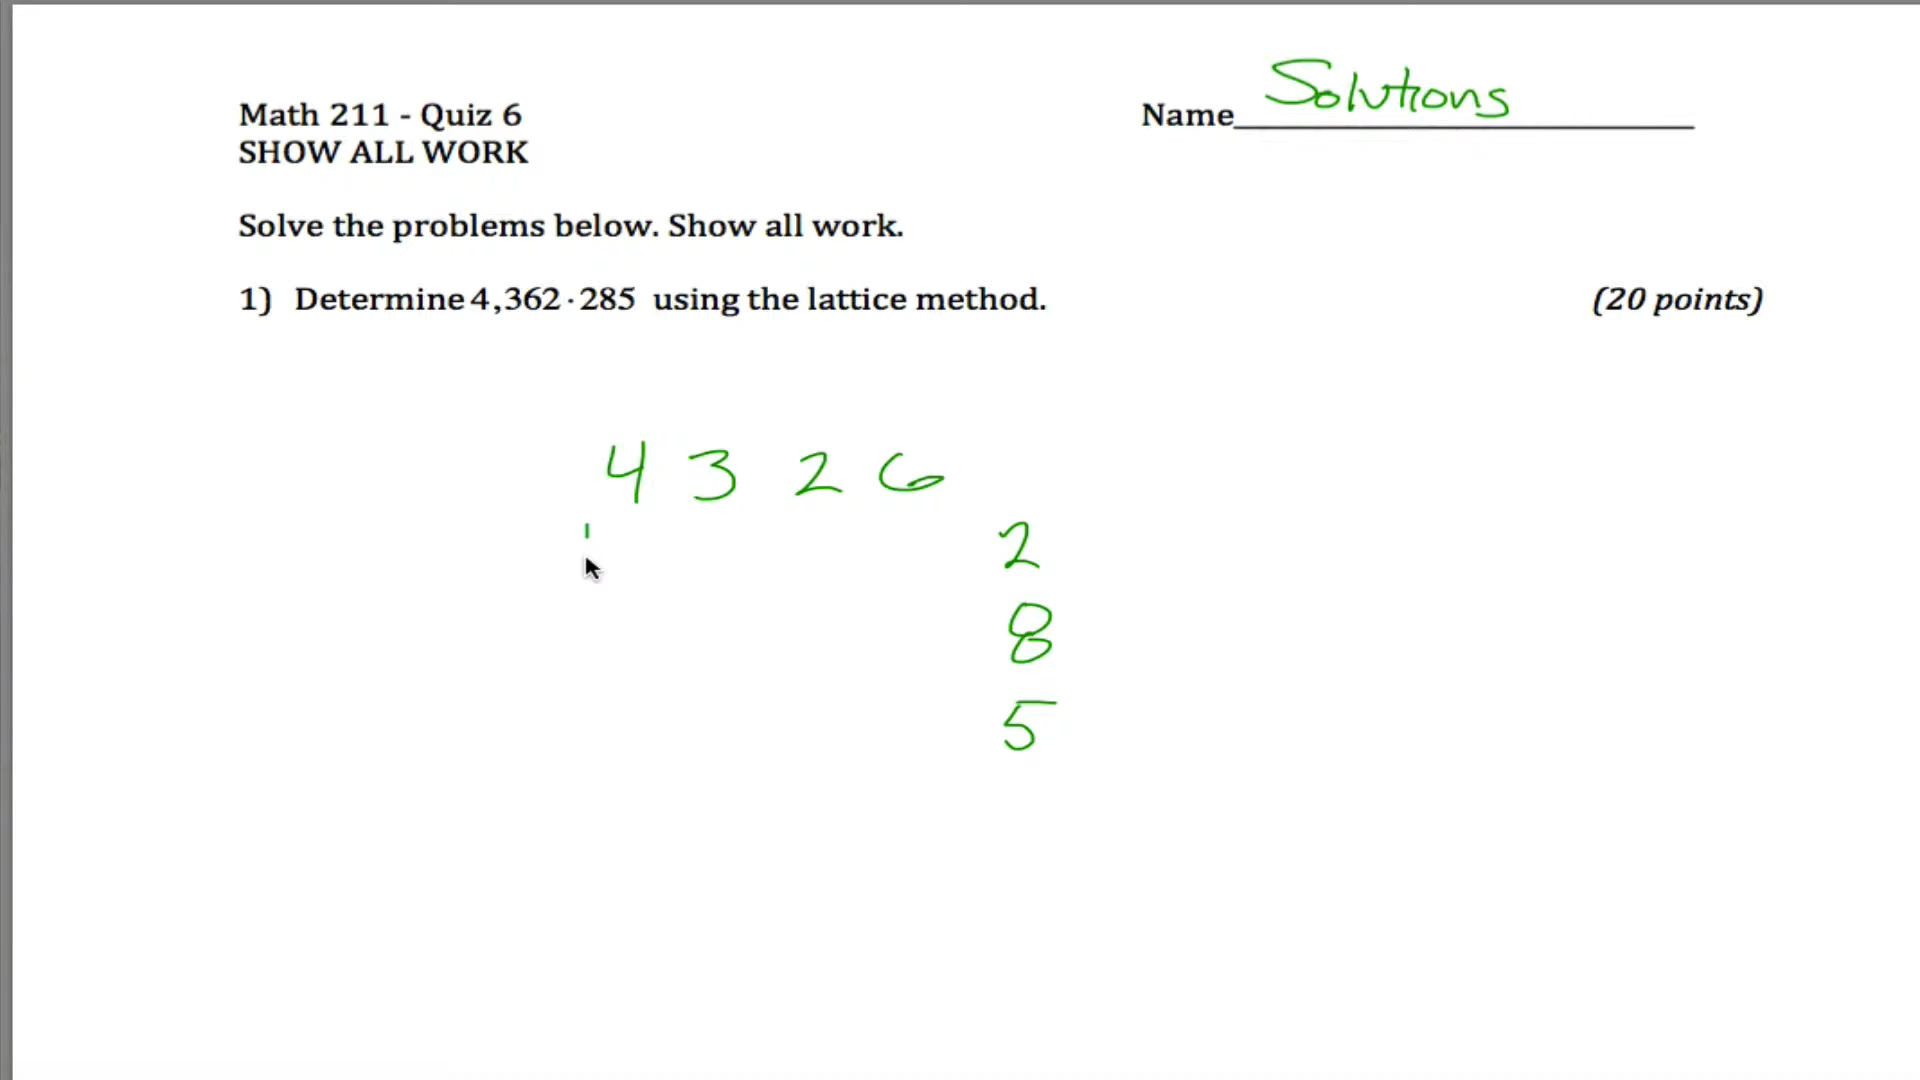 Math 211 - Quiz 6
Name Solutions
SHOW ALL WORK
Solve the problems below. Show all work.
1) Determine 4,362 · 285 using the lattice method. (20 points)
4 3 2 6
2
8
5